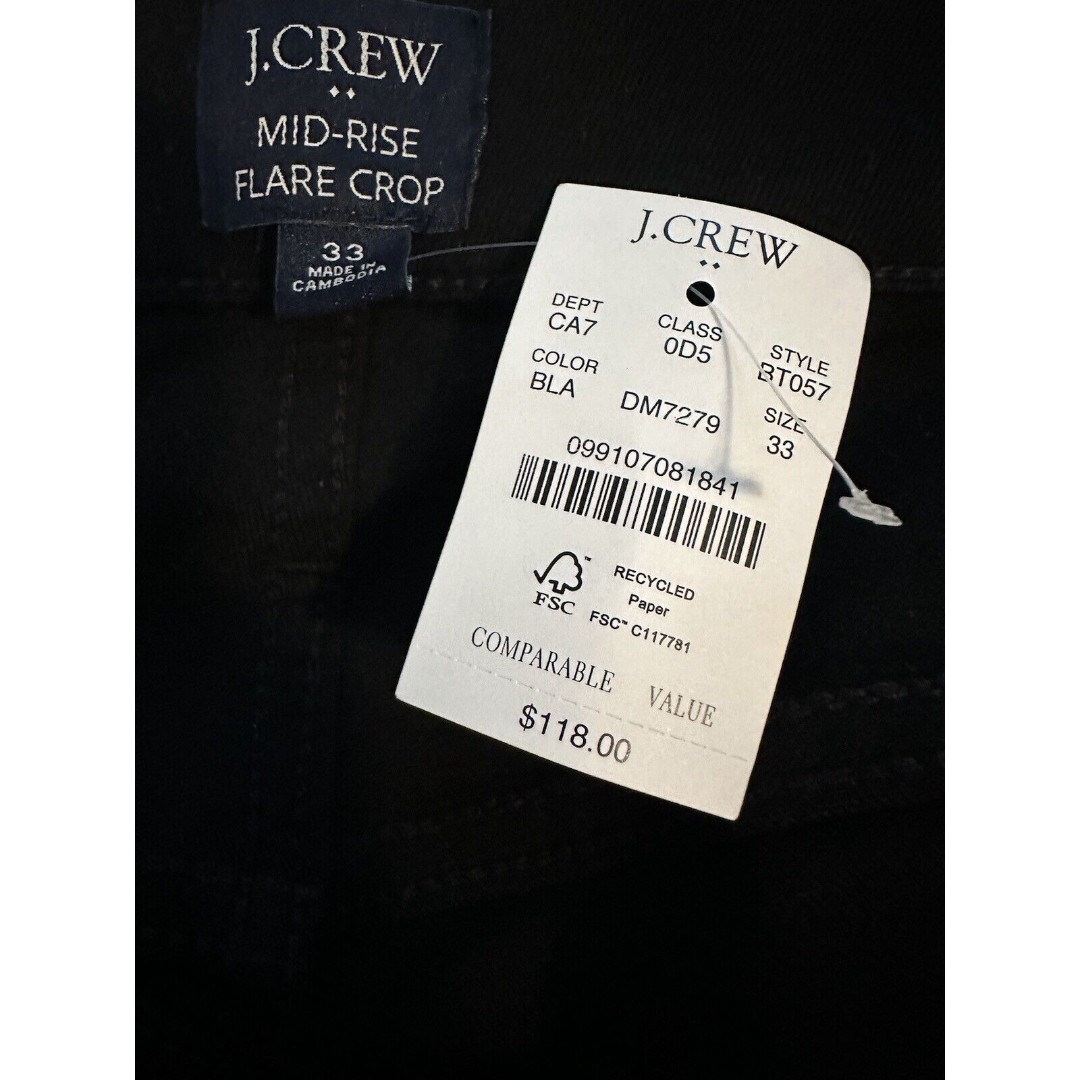 J.CREW
MID-RISE
FLARE CROP
33
MADE IN
CAMBODIA
J.CREW
DEPT CLASS STYLE
CA7 0D5 BT057
COLOR SIZE
BLA DM7279 33
099107081841
FSC™
RECYCLED
Paper
FSC™ C117781
COMPARABLE VALUE
$118.00